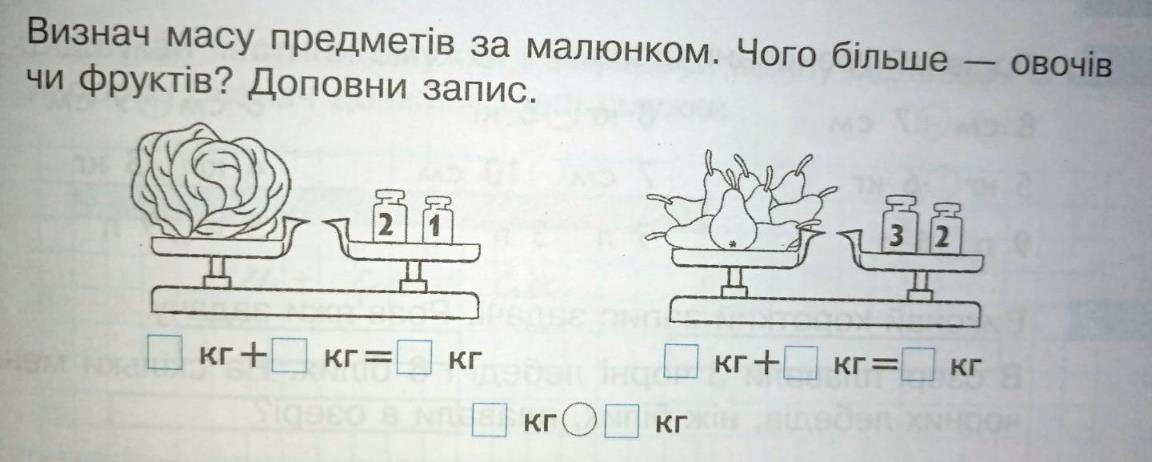 Визнач масу предметів за малюнком. Чого більше — овочів
чи фруктів? Доповни запис.
2 1
3 2
кг + кг = кг
кг + кг = кг
кг кг